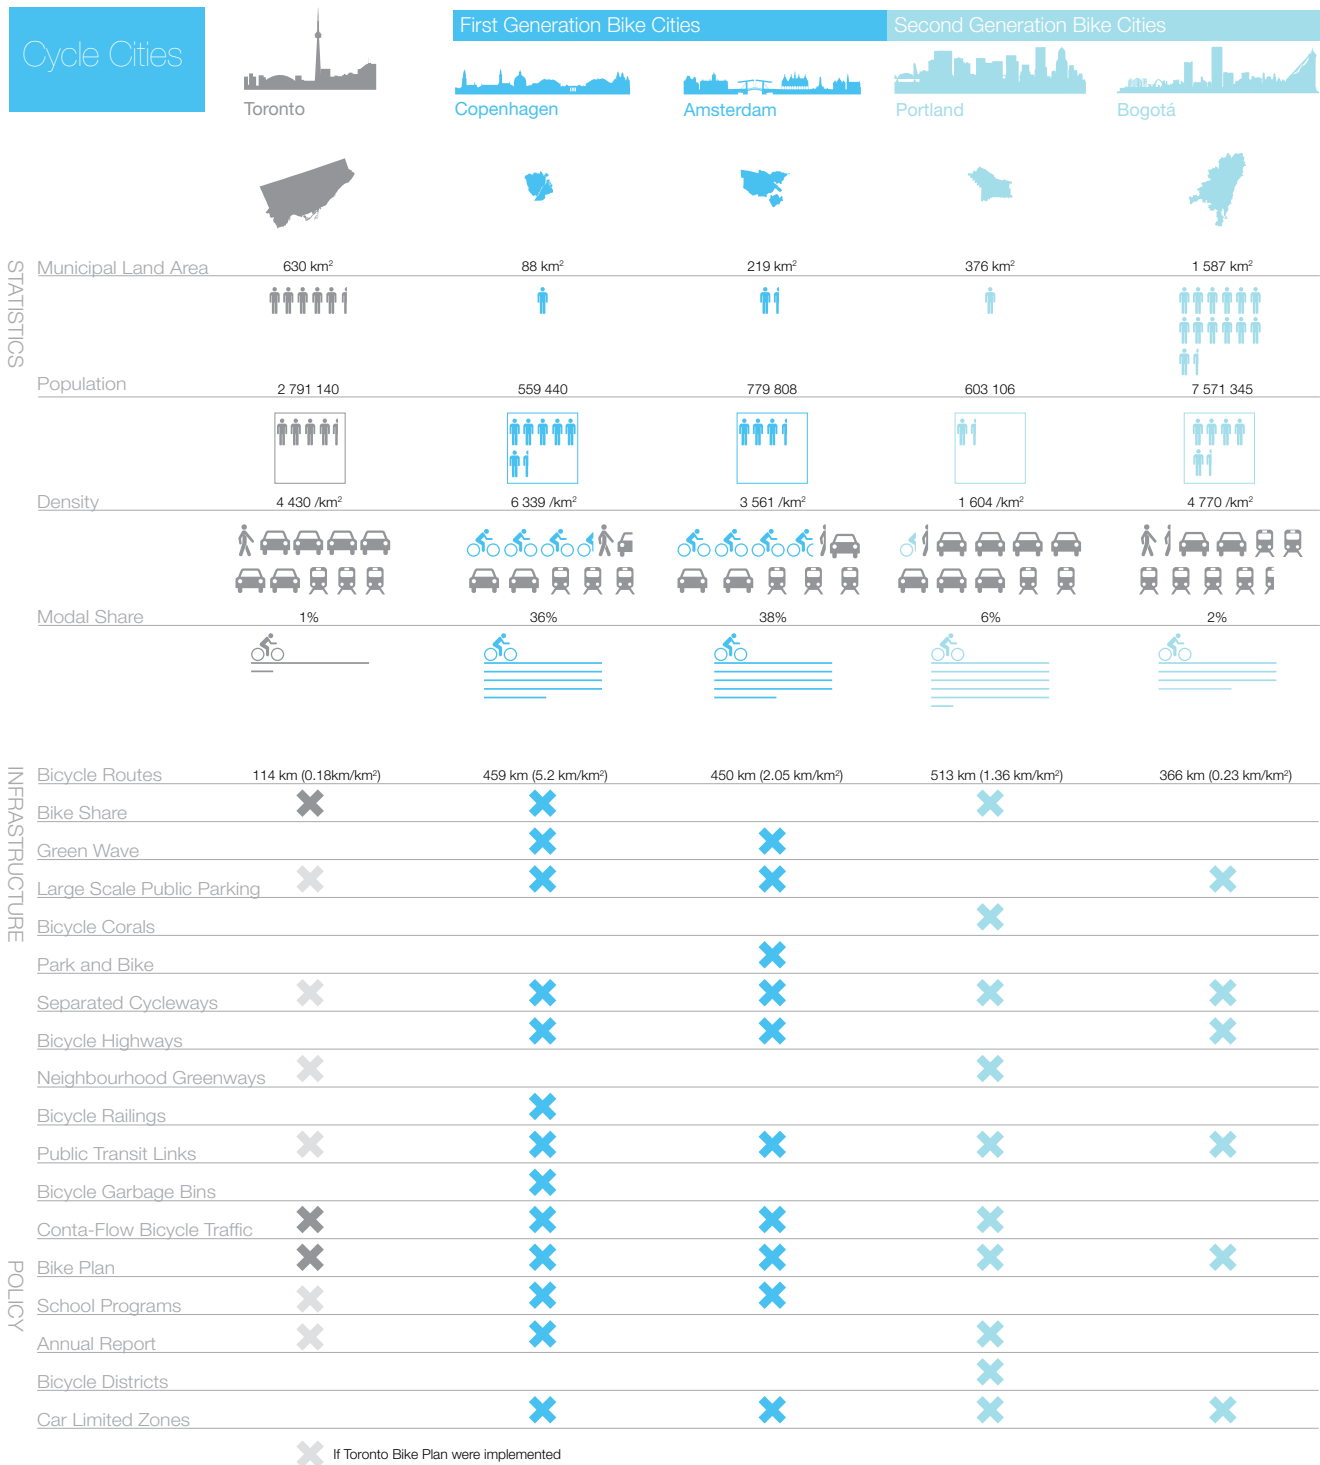 Cycle Cities
First Generation Bike Cities
Second Generation Bike Cities
Toronto
Copenhagen
Amsterdam
Portland
Bogotá
STATISTICS
Municipal Land Area 630 km² 88 km² 219 km² 376 km² 1 587 km²
Population 2 791 140 559 440 779 808 603 106 7 571 345
Density 4 430 /km² 6 339 /km² 3 561 /km² 1 604 /km² 4 770 /km²
Modal Share 1% 36% 38% 6% 2%
INFRASTRUCTURE
Bicycle Routes 114 km (0.18km/km²) 459 km (5.2 km/km²) 450 km (2.05 km/km²) 513 km (1.36 km/km²) 366 km (0.23 km/km²)
Bike Share
Green Wave
Large Scale Public Parking
Bicycle Corals
Park and Bike
Separated Cycleways
Bicycle Highways
Neighbourhood Greenways
Bicycle Railings
Public Transit Links
Bicycle Garbage Bins
Conta-Flow Bicycle Traffic
POLICY
Bike Plan
School Programs
Annual Report
Bicycle Districts
Car Limited Zones
If Toronto Bike Plan were implemented